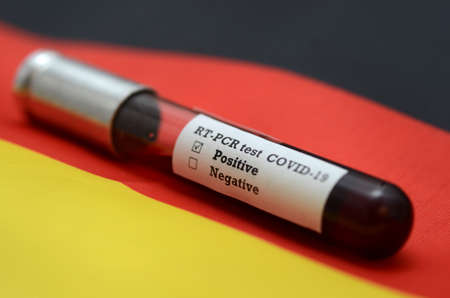 RT-PCR test COVID-19
☑ Positive
☐ Negative